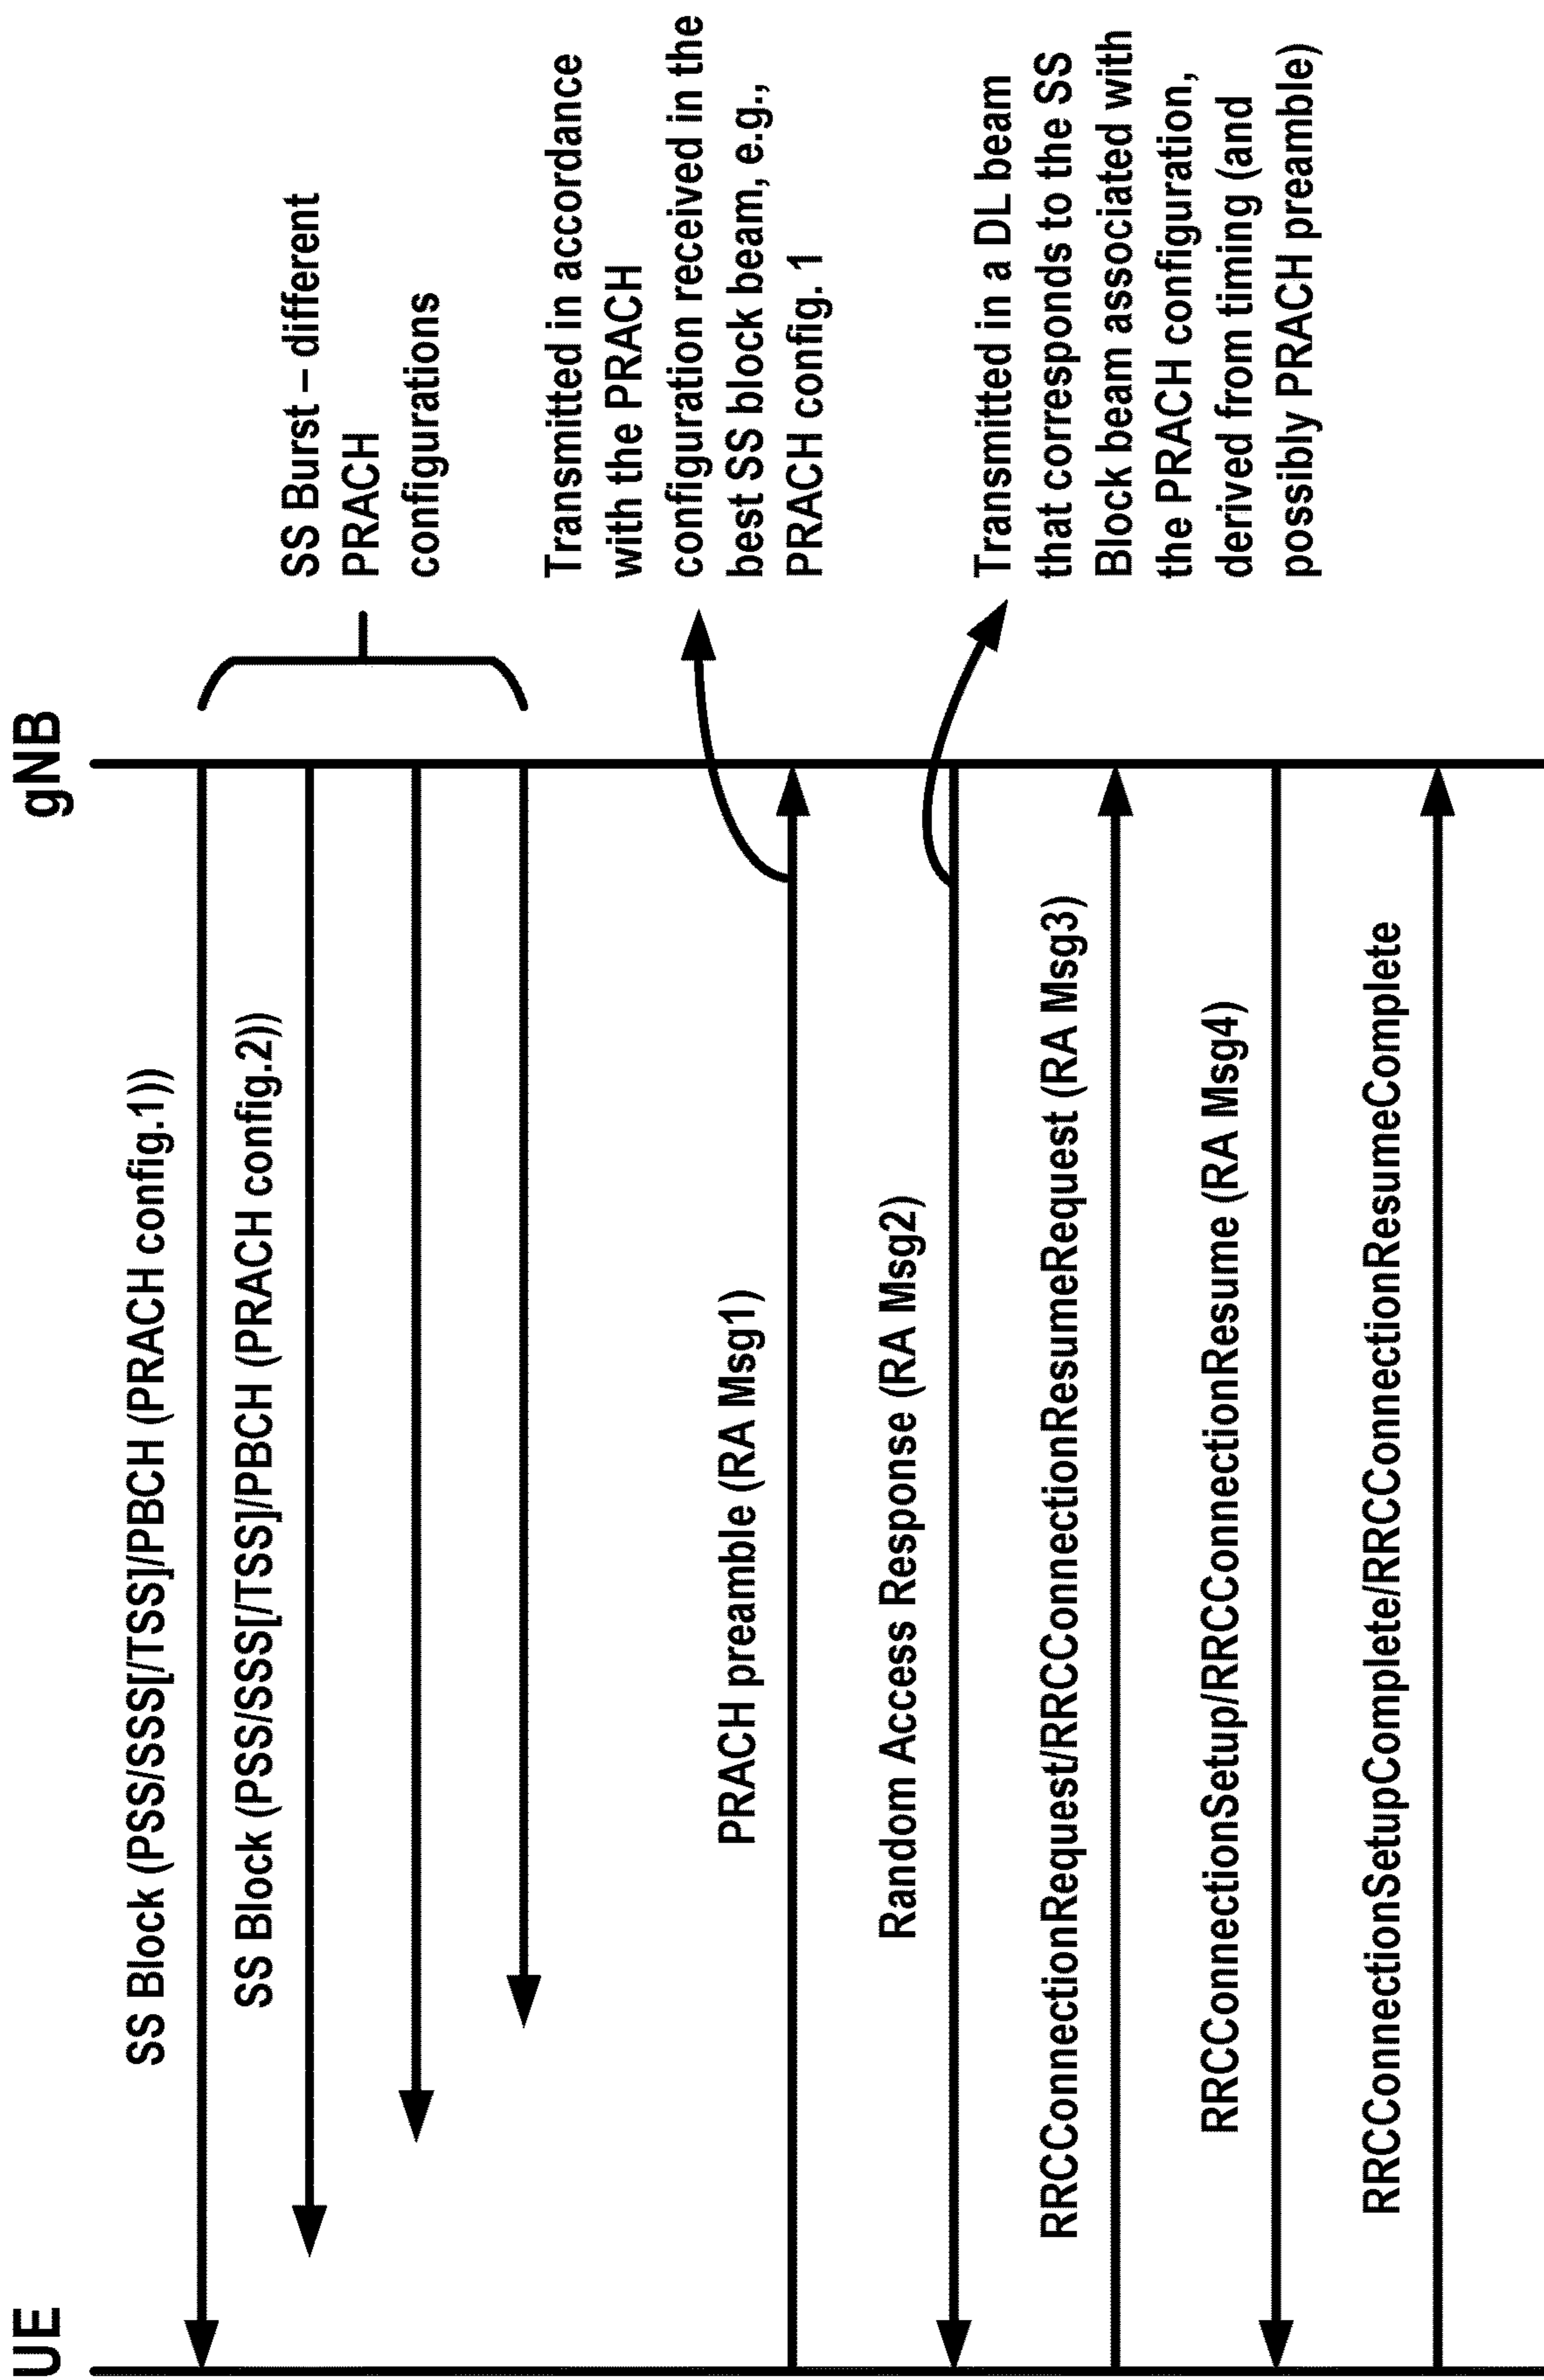 UE
gNB
SS Block (PSS/SSS[/TSS]/PBCH (PRACH config.1))
SS Block (PSS/SSS[/TSS]/PBCH (PRACH config.2))
SS Burst – different
PRACH
configurations
PRACH preamble (RA Msg1)
Transmitted in accordance
with the PRACH
configuration received in the
best SS block beam, e.g.,
PRACH config. 1
Random Access Response (RA Msg2)
Transmitted in a DL beam
that corresponds to the SS
Block beam associated with
the PRACH configuration,
derived from timing (and
possibly PRACH preamble)
RRCConnectionRequest/RRCConnectionResumeRequest (RA Msg3)
RRCConnectionSetup/RRCConnectionResume (RA Msg4)
RRCConnectionSetupComplete/RRCConnectionResumeComplete